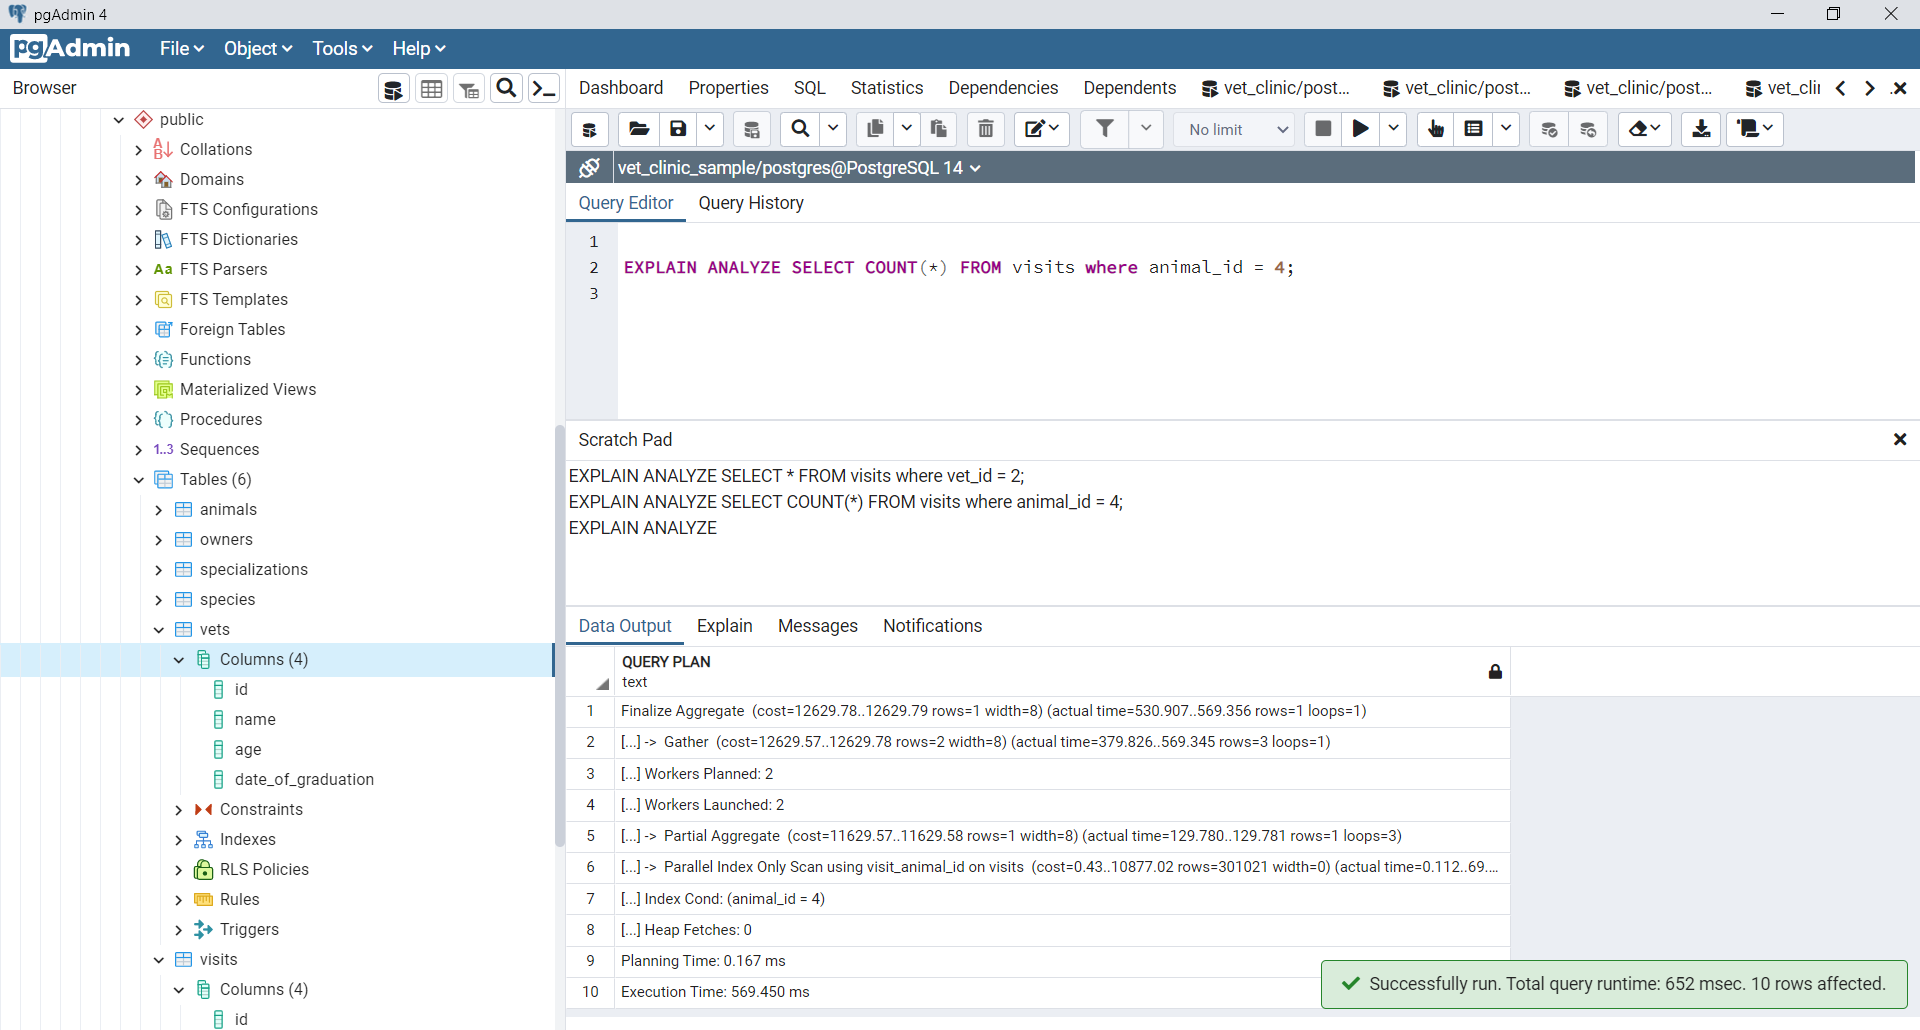 pgAdmin 4
pgAdmin File Object Tools Help
Browser
Dashboard Properties SQL Statistics Dependencies Dependents vet_clinic/post... vet_clinic/post... vet_clinic/post... vet_cli
No limit
vet_clinic_sample/postgres@PostgreSQL 14
Query Editor Query History
public
Collations
Domains
FTS Configurations
FTS Dictionaries
Aa FTS Parsers
FTS Templates
Foreign Tables
Functions
Materialized Views
Procedures
1..3 Sequences
Tables (6)
animals
owners
specializations
species
vets
Columns (4)
id
name
age
date_of_graduation
Constraints
Indexes
RLS Policies
Rules
Triggers
visits
Columns (4)
id
1
2 EXPLAIN ANALYZE SELECT COUNT(*) FROM visits where animal_id = 4;
3
Scratch Pad
EXPLAIN ANALYZE SELECT * FROM visits where vet_id = 2;
EXPLAIN ANALYZE SELECT COUNT(*) FROM visits where animal_id = 4;
EXPLAIN ANALYZE
Data Output Explain Messages Notifications
QUERY PLAN
text
1 Finalize Aggregate (cost=12629.78..12629.79 rows=1 width=8) (actual time=530.907..569.356 rows=1 loops=1)
2 [...] -> Gather (cost=12629.57..12629.78 rows=2 width=8) (actual time=379.826..569.345 rows=3 loops=1)
3 [...] Workers Planned: 2
4 [...] Workers Launched: 2
5 [...] -> Partial Aggregate (cost=11629.57..11629.58 rows=1 width=8) (actual time=129.780..129.781 rows=1 loops=3)
6 [...] -> Parallel Index Only Scan using visit_animal_id on visits (cost=0.43..10877.02 rows=301021 width=0) (actual time=0.112..69....
7 [...] Index Cond: (animal_id = 4)
8 [...] Heap Fetches: 0
9 Planning Time: 0.167 ms
10 Execution Time: 569.450 ms
Successfully run. Total query runtime: 652 msec. 10 rows affected.